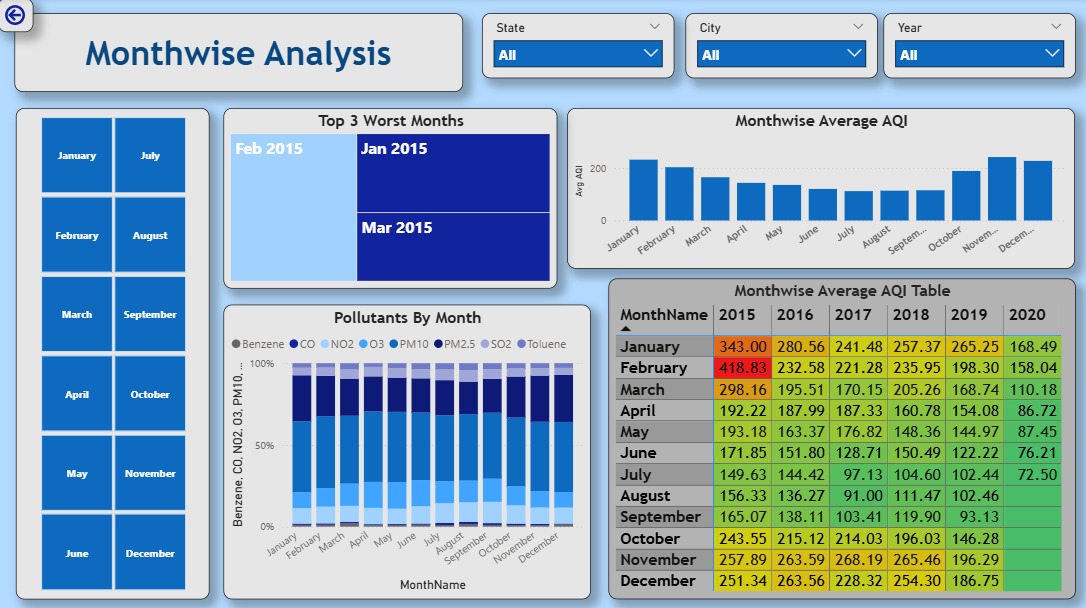 Monthwise Analysis
State
All
City
All
Year
All
January
July
February
August
March
September
April
October
May
November
June
December
Top 3 Worst Months
Feb 2015
Jan 2015
Mar 2015
Monthwise Average AQI
Avg AQI
200
0
January
February
March
April
May
June
July
August
Septem...
October
Novem...
Decem...
Pollutants By Month
Benzene CO NO2 O3 PM10 PM2.5 SO2 Toluene
Benzene, CO, NO2, O3, PM10, ...
100%
50%
0%
January
February
March
April
May
June
July
August
September
October
November
December
MonthName
Monthwise Average AQI Table
MonthName 2015 2016 2017 2018 2019 2020
January 343.00 280.56 241.48 257.37 265.25 168.49
February 418.83 232.58 221.28 235.95 198.30 158.04
March 298.16 195.51 170.15 205.26 168.74 110.18
April 192.22 187.99 187.33 160.78 154.08 86.72
May 193.18 163.37 176.82 148.36 144.97 87.45
June 171.85 151.80 128.71 150.49 122.22 76.21
July 149.63 144.42 97.13 104.60 102.44 72.50
August 156.33 136.27 91.00 111.47 102.46
September 165.07 138.11 103.41 119.90 93.13
October 243.55 215.12 214.03 196.03 146.28
November 257.89 263.59 268.19 265.46 196.29
December 251.34 263.56 228.32 254.30 186.75